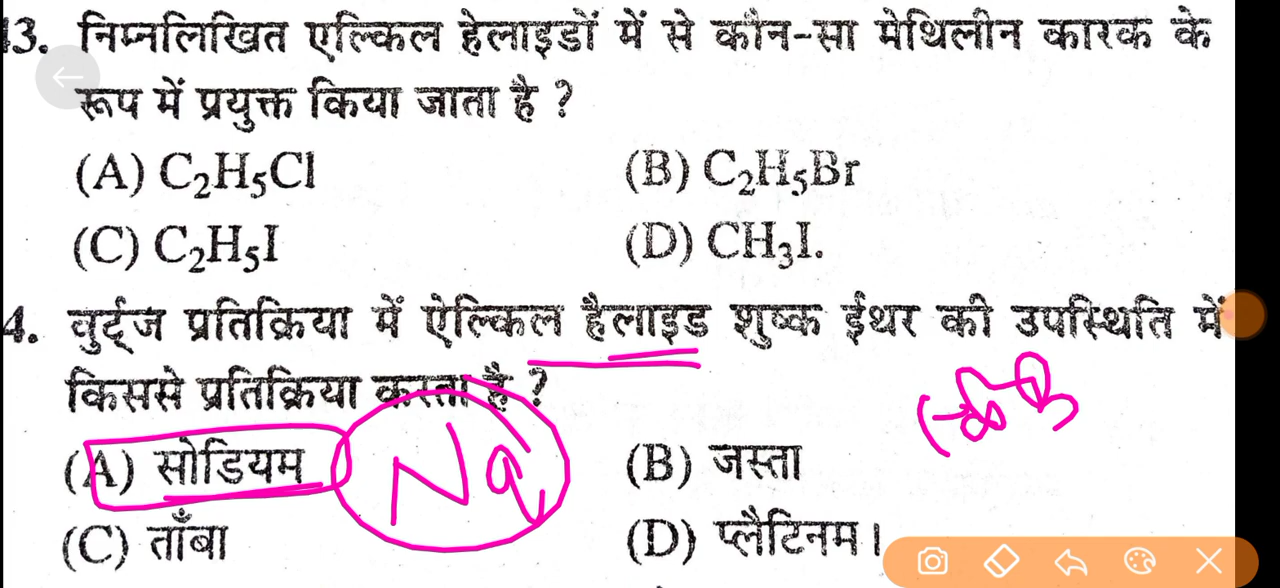 13. निम्नलिखित एल्किल हेलाइडों में से कौन-सा मेथिलीन कारक के
रूप में प्रयुक्त किया जाता है ?
(A) C₂H₅Cl (B) C₂H₅Br
(C) C₂H₅I (D) CH₃I.
4. वुर्ट्ज प्रतिक्रिया में ऐल्किल हैलाइड शुष्क ईथर की उपस्थिति में
किससे प्रतिक्रिया करता है ?
(A) सोडियम Na (B) जस्ता
(C) ताँबा (D) प्लैटिनम।